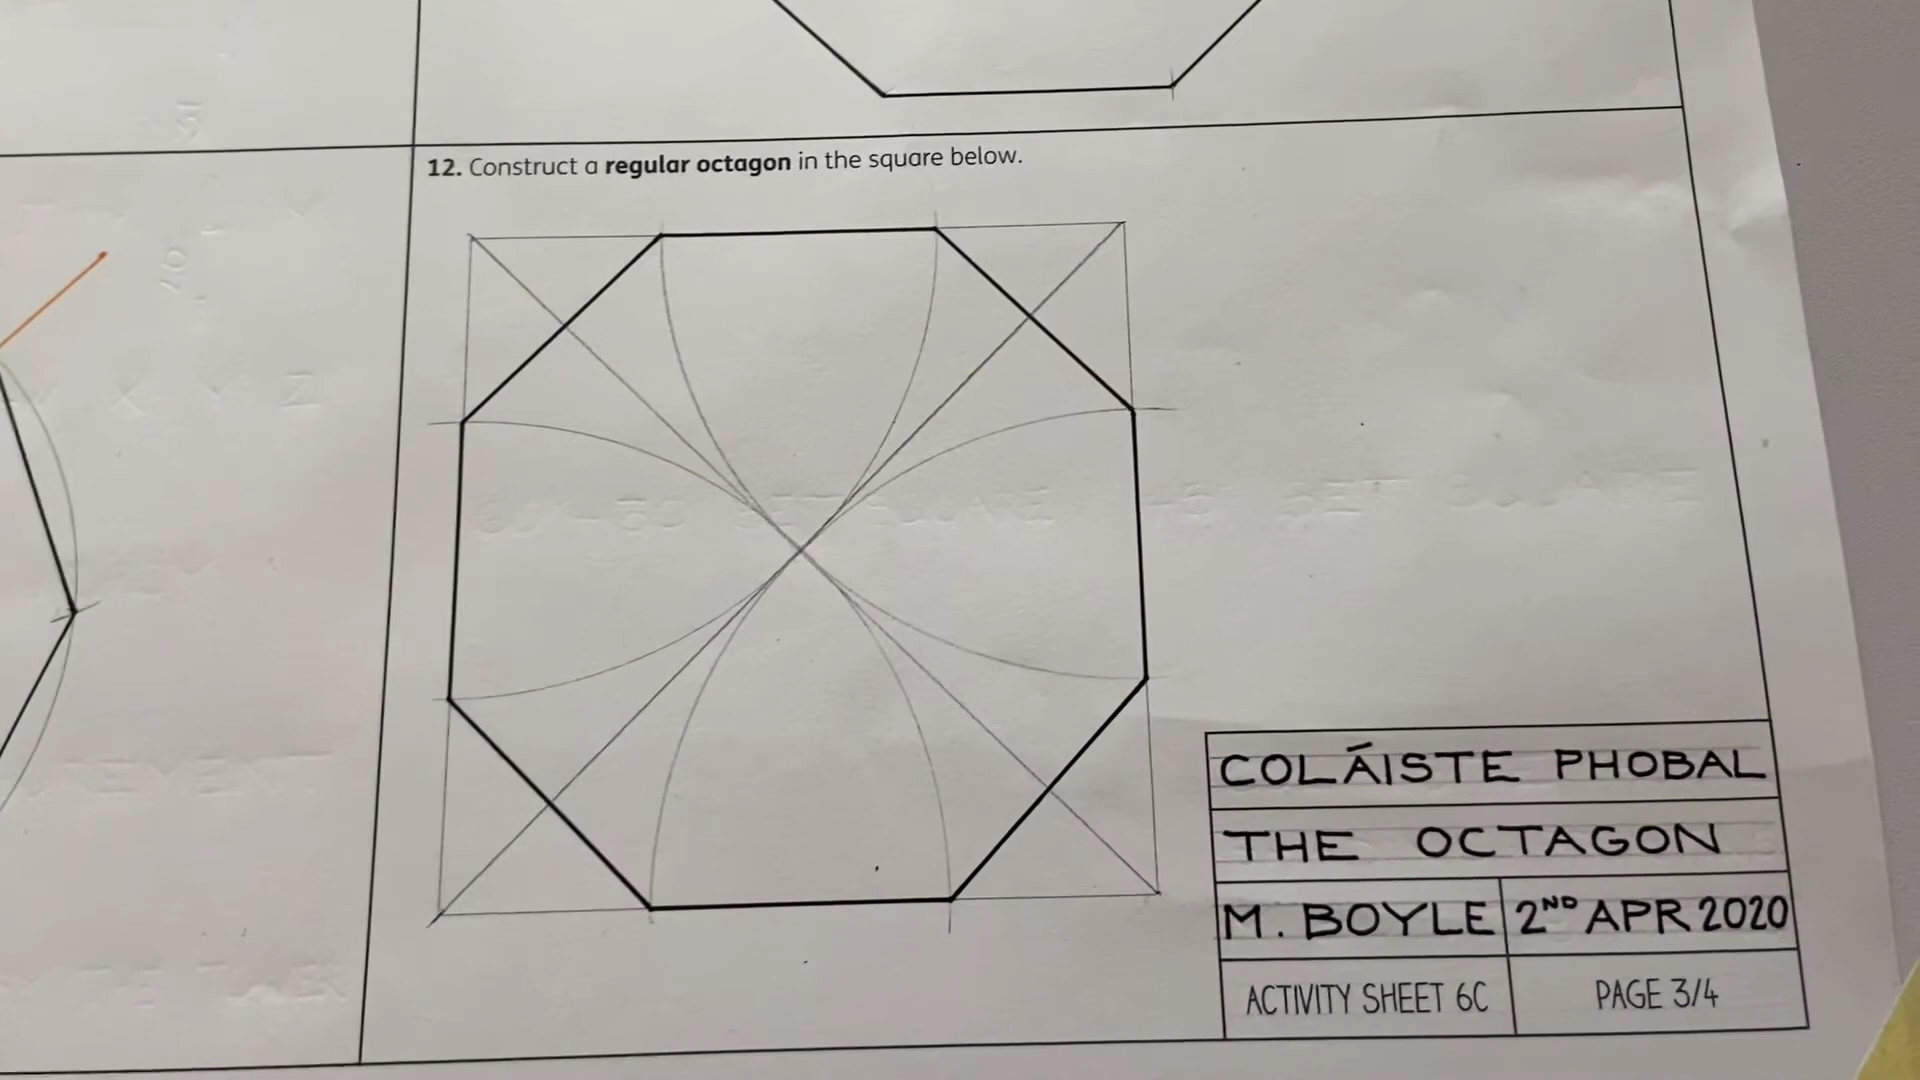 12. Construct a regular octagon in the square below.
COLÁISTE PHOBAL
THE OCTAGON
M. BOYLE 2ND APR 2020
ACTIVITY SHEET 6C PAGE 3/4